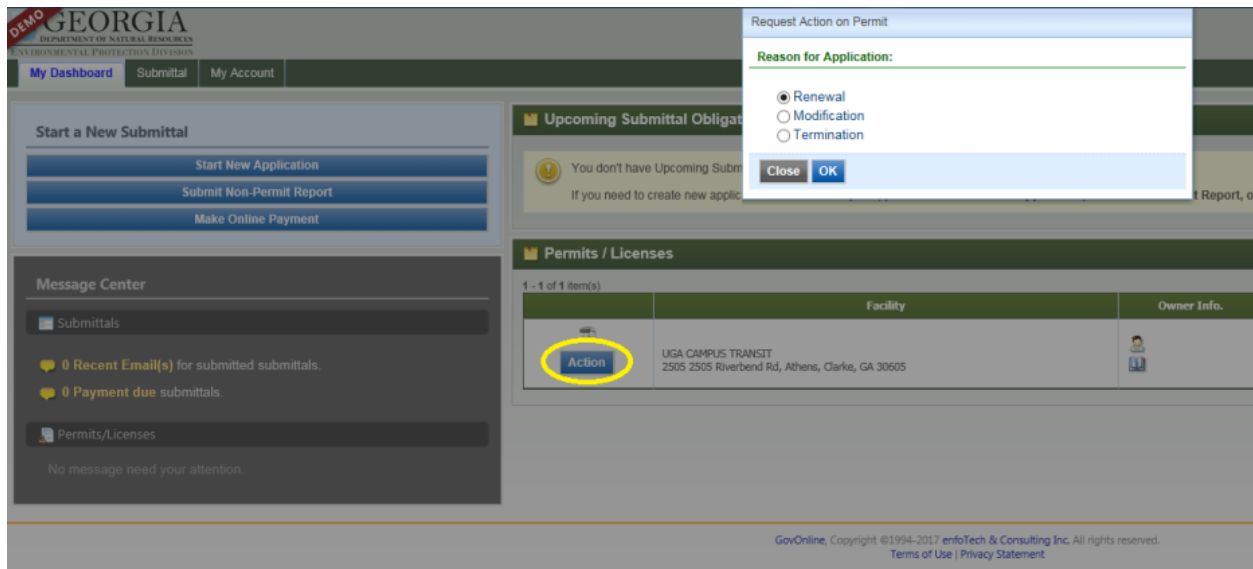 DEMO
GEORGIA
DEPARTMENT OF NATURAL RESOURCES
ENVIRONMENTAL PROTECTION DIVISION
My Dashboard Submittal My Account
Start a New Submittal
Start New Application
Submit Non-Permit Report
Make Online Payment
Message Center
Submittals
0 Recent Email(s) for submitted submittals.
0 Payment due submittals.
Permits/Licenses
No message need your attention.
Request Action on Permit
Reason for Application:
Renewal
Modification
Termination
Close OK
Upcoming Submittal Obligat
You don't have Upcoming Subm
If you need to create new applic
t Report, o
Permits / Licenses
1 - 1 of 1 item(s)
Facility Owner Info.
Action
UGA CAMPUS TRANSIT
2505 2505 Riverbend Rd, Athens, Clarke, GA 30605
GovOnline, Copyright ©1994-2017 enfoTech & Consulting Inc. All rights reserved.
Terms of Use | Privacy Statement